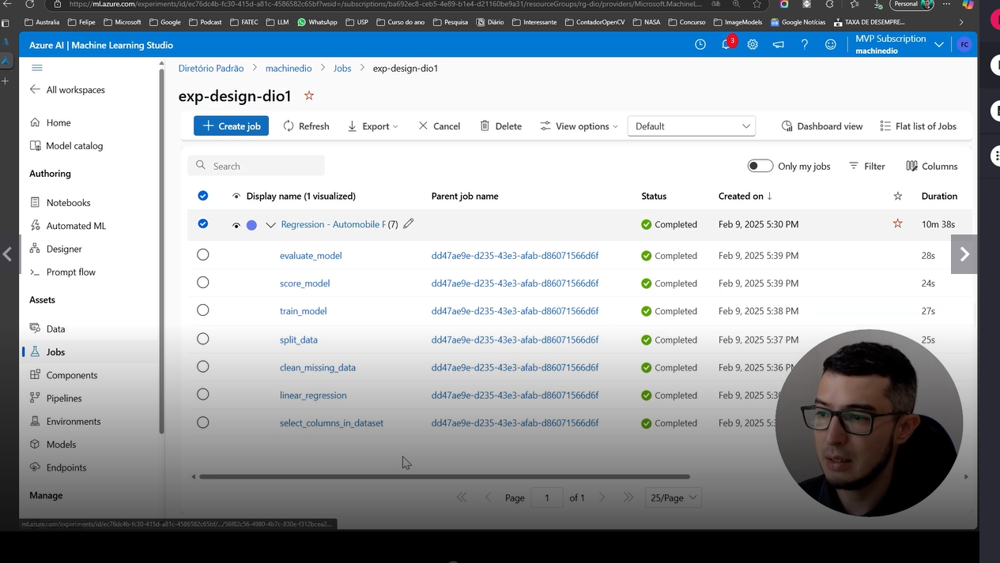 https://ml.azure.com/experiments/id/ec76dc4b-fc30-415d-a81c-4586582c65bf?wsid=/subscriptions/ba692ec8-ceb5-4e89-b1e4-d21160be9a31/resourceGroups/rg-dio/providers/Microsoft.MachineL...
Personal
Australia Felipe Microsoft Google Podcast FATEC LLM WhatsApp USP Curso do ano Pesquisa Diário Interessante ContadorOpenCV NASA Concurso ImageModels Google Notícias TAXA DE DESEMPRE...
Azure AI | Machine Learning Studio
3
MVP Subscription
machinedio
FC
All workspaces
Home
Model catalog
Authoring
Notebooks
Automated ML
Designer
Prompt flow
Assets
Data
Jobs
Components
Pipelines
Environments
Models
Endpoints
Manage
Diretório Padrão > machinedio > Jobs > exp-design-dio1
exp-design-dio1
Create job Refresh Export Cancel Delete View options Default Dashboard view Flat list of Jobs
Search Only my jobs Filter Columns
Display name (1 visualized) Parent job name Status Created on ↓ Duration
Regression - Automobile F (7) Completed Feb 9, 2025 5:30 PM 10m 38s
evaluate_model dd47ae9e-d235-43e3-afab-d86071566d6f Completed Feb 9, 2025 5:39 PM 28s
score_model dd47ae9e-d235-43e3-afab-d86071566d6f Completed Feb 9, 2025 5:39 PM 24s
train_model dd47ae9e-d235-43e3-afab-d86071566d6f Completed Feb 9, 2025 5:38 PM 27s
split_data dd47ae9e-d235-43e3-afab-d86071566d6f Completed Feb 9, 2025 5:37 PM 25s
clean_missing_data dd47ae9e-d235-43e3-afab-d86071566d6f Completed Feb 9, 2025 5:36 PM
linear_regression dd47ae9e-d235-43e3-afab-d86071566d6f Completed Feb 9, 2025
select_columns_in_dataset dd47ae9e-d235-43e3-afab-d86071566d6f Completed Feb 9, 2025
Page 1 of 1 25/Page
ml.azure.com/experiments/id/ec76dc4b-fc30-415d-a81c-4586582c65bf/.../56f82c56-4980-4b7c-830e-f312bcea2...